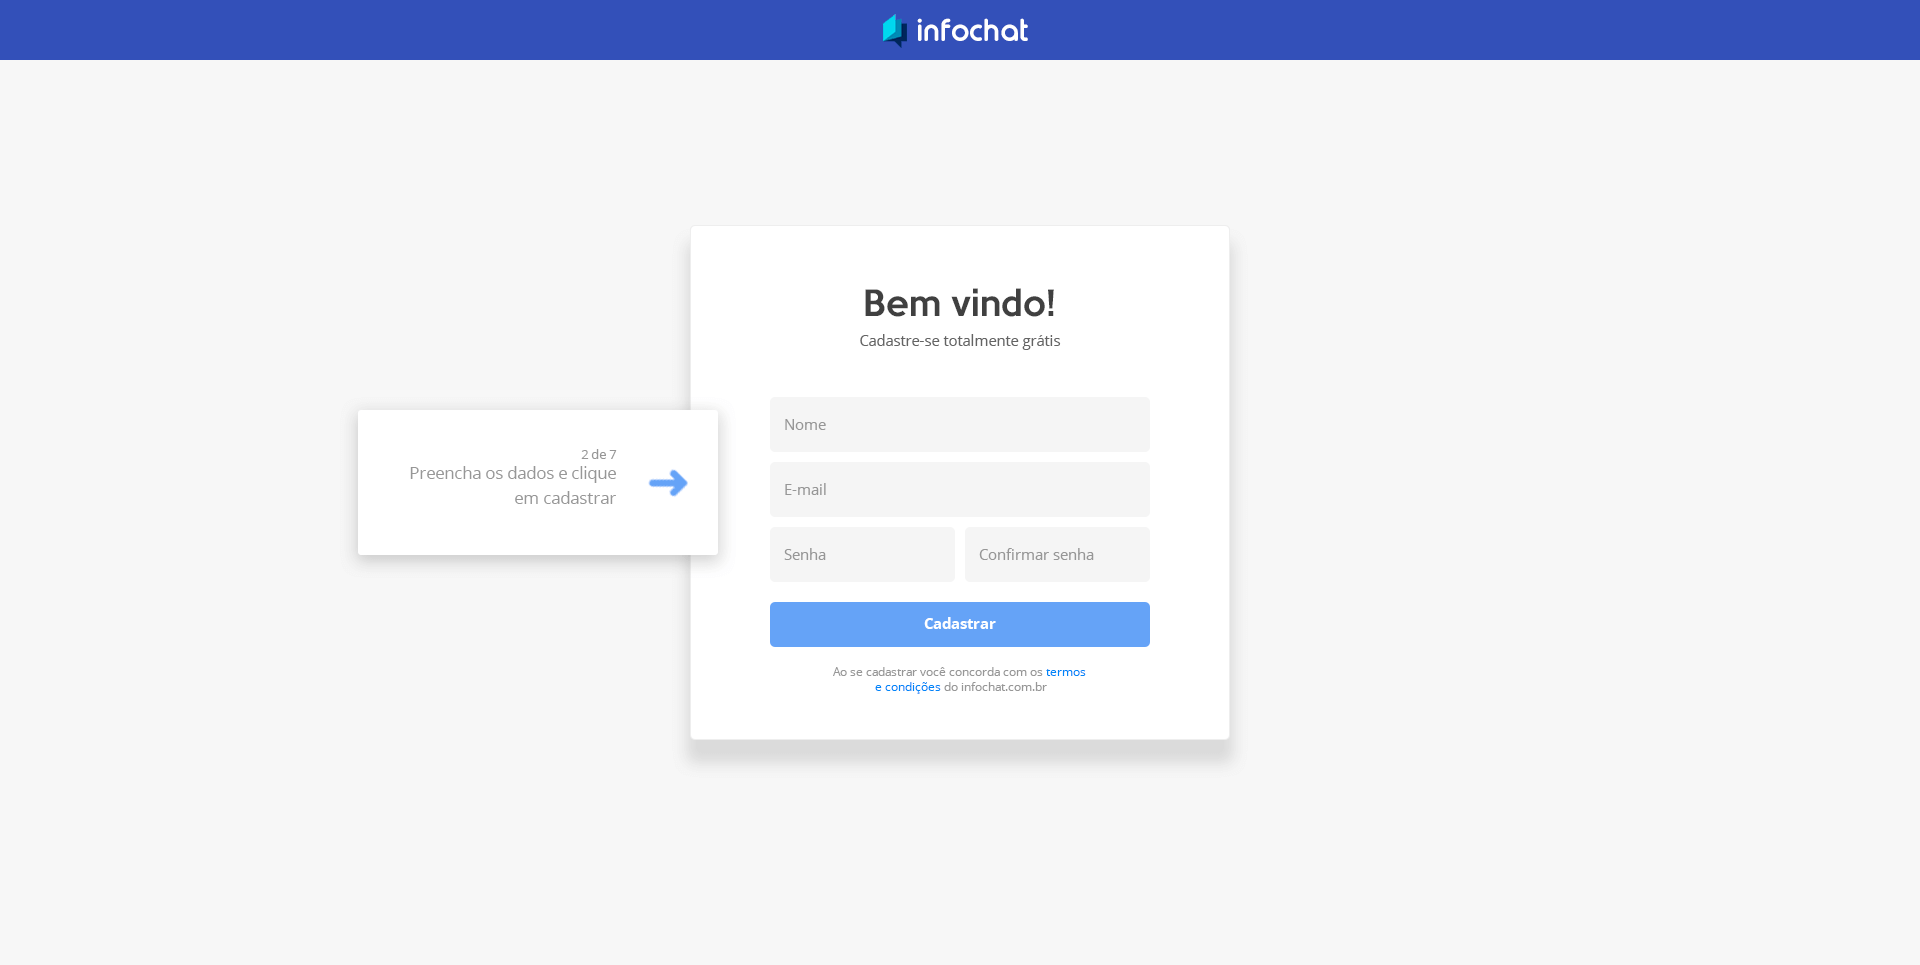 infochat
Bem vindo!
Cadastre-se totalmente grátis
2 de 7
Preencha os dados e clique
em cadastrar
Nome
E-mail
Senha
Confirmar senha
Cadastrar
Ao se cadastrar você concorda com os termos
e condições do infochat.com.br